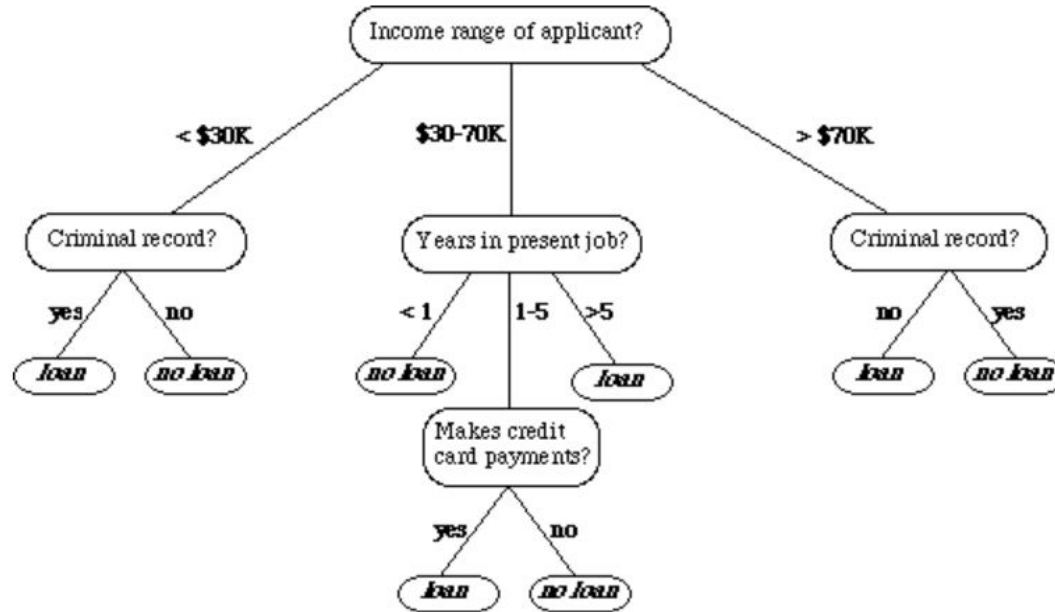 Income range of applicant?
< $30K
$30-70K
> $70K
Criminal record?
Years in present job?
Criminal record?
yes
no
< 1
1-5
>5
no
yes
loan
no loan
no loan
loan
loan
no loan
Makes credit
card payments?
yes
no
loan
no loan